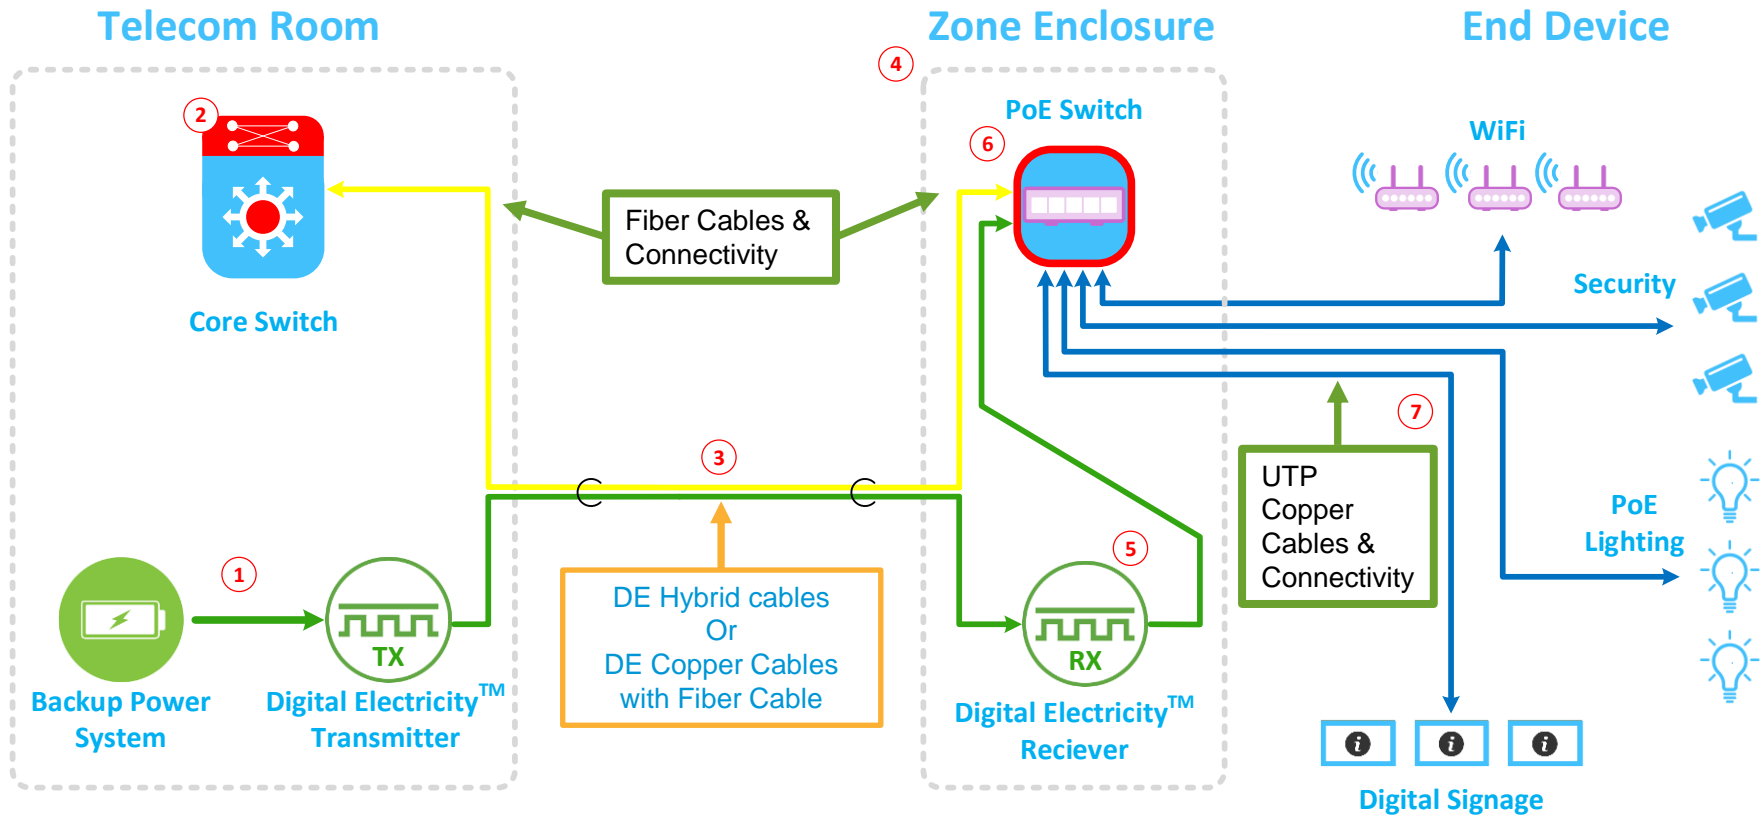 Telecom Room
Zone Enclosure
End Device
4
2
PoE Switch
6
WiFi
Fiber Cables &
Connectivity
Security
Core Switch
7
3
UTP
Copper
Cables &
Connectivity
PoE
Lighting
1
5
DE Hybrid cables
Or
DE Copper Cables
with Fiber Cable
TX
RX
Backup Power
System
Digital Electricity™
Transmitter
Digital Electricity™
Reciever
i
i
i
Digital Signage